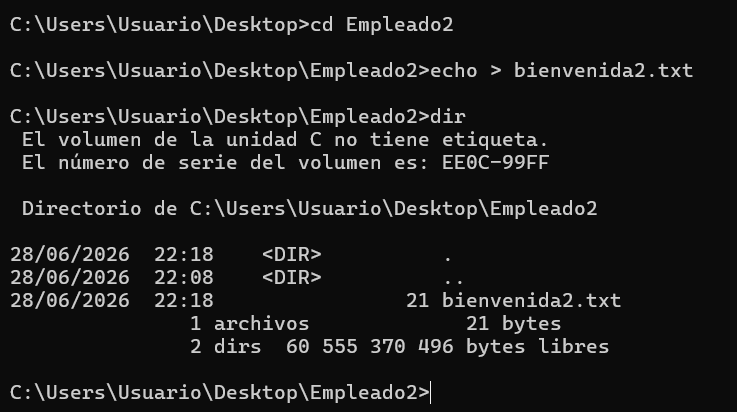 C:\Users\Usuario\Desktop>cd Empleado2
C:\Users\Usuario\Desktop\Empleado2>echo > bienvenida2.txt
C:\Users\Usuario\Desktop\Empleado2>dir
 El volumen de la unidad C no tiene etiqueta.
 El número de serie del volumen es: EE0C-99FF
 Directorio de C:\Users\Usuario\Desktop\Empleado2
28/06/2026  22:18    <DIR>          .
28/06/2026  22:08    <DIR>          ..
28/06/2026  22:18                21 bienvenida2.txt
               1 archivos             21 bytes
               2 dirs  60 555 370 496 bytes libres
C:\Users\Usuario\Desktop\Empleado2>